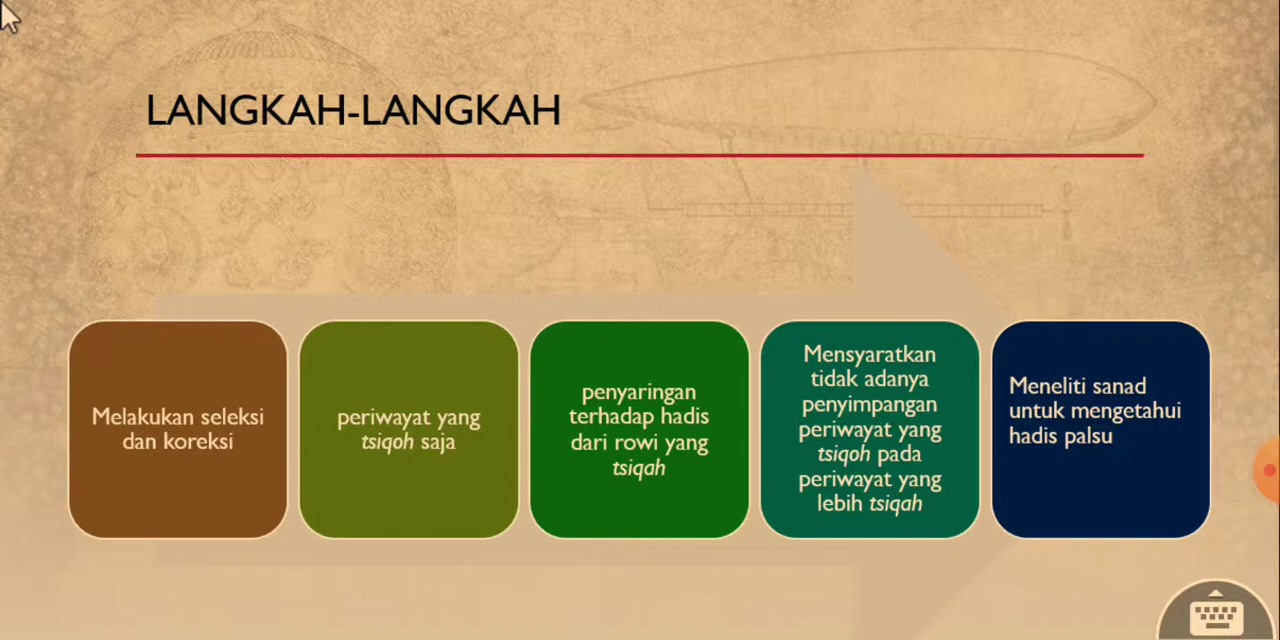 LANGKAH-LANGKAH
Melakukan seleksi
dan koreksi
periwayat yang
tsiqoh saja
penyaringan
terhadap hadis
dari rowi yang
tsiqah
Mensyaratkan
tidak adanya
penyimpangan
periwayat yang
tsiqoh pada
periwayat yang
lebih tsiqah
Meneliti sanad
untuk mengetahui
hadis palsu